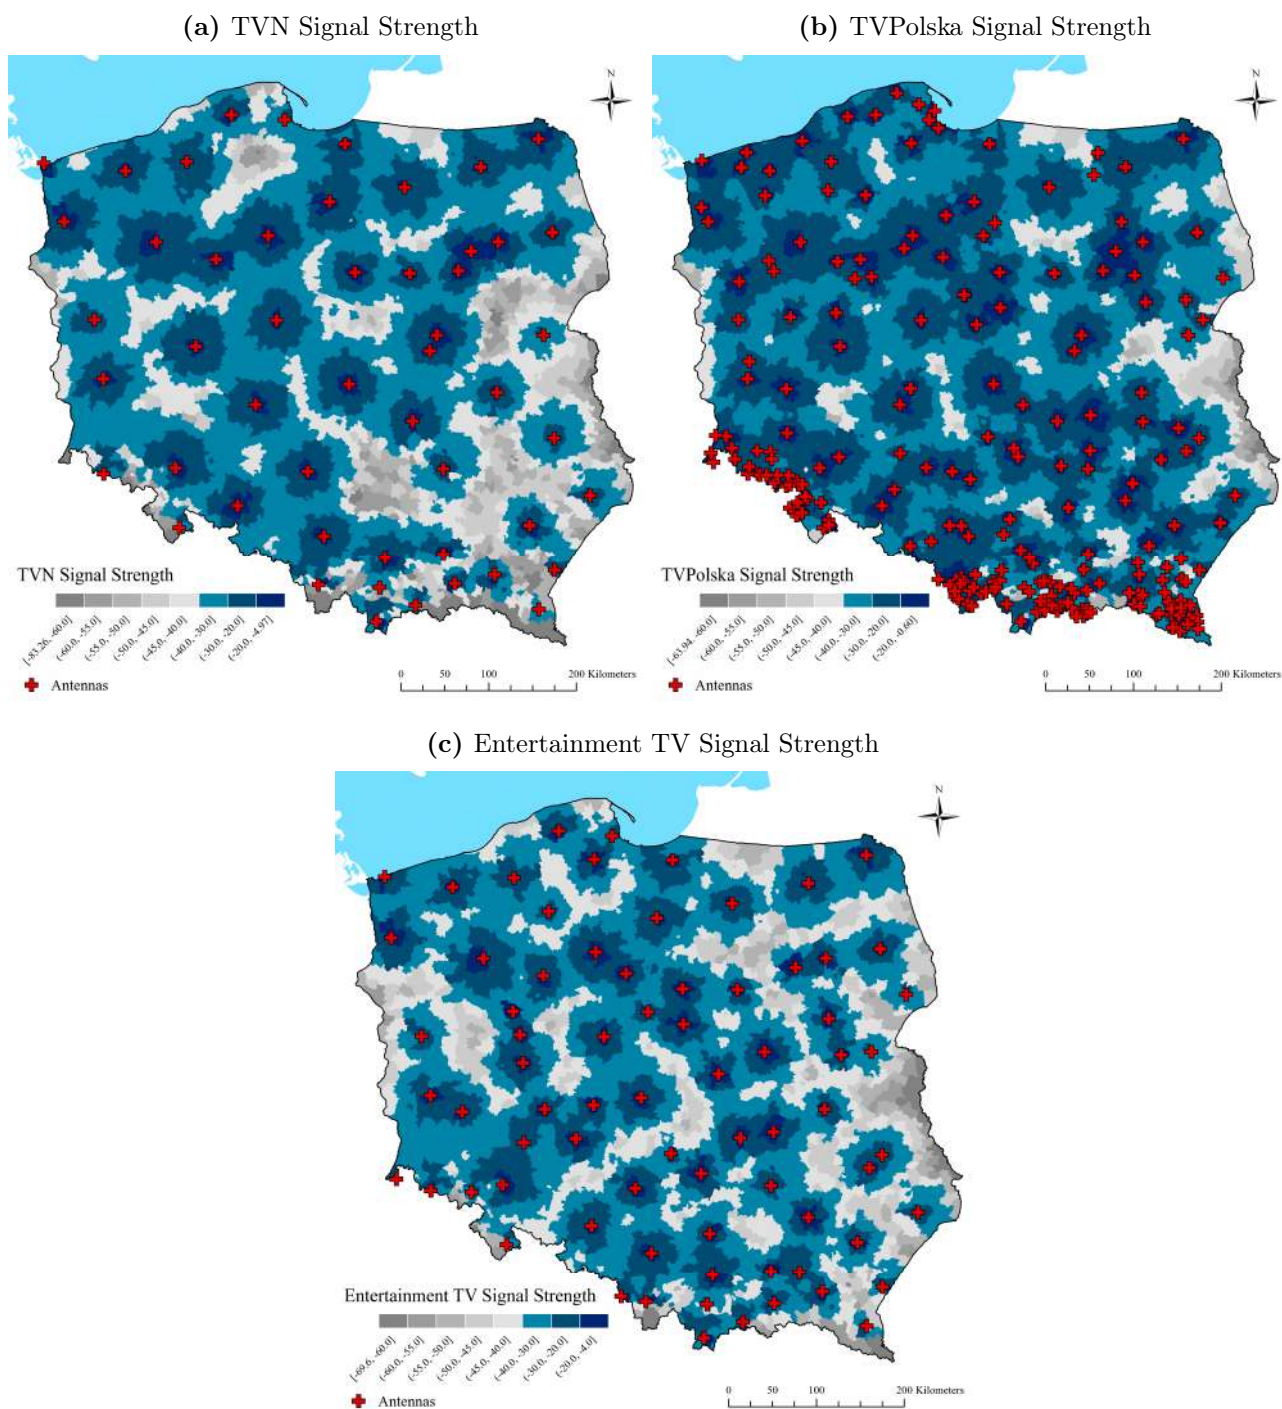 (a) TVN Signal Strength
(b) TVPolska Signal Strength
N
N
TVN Signal Strength
[-83.26, -60.0]
(-60.0, -55.0]
(-55.0, -50.0]
(-50.0, -45.0]
(-45.0, -40.0]
(-40.0, -30.0]
(-30.0, -20.0]
(-20.0, -4.97]
Antennas
0 50 100 200 Kilometers
TVPolska Signal Strength
[-63.94, -60.0]
(-60.0, -55.0]
(-55.0, -50.0]
(-50.0, -45.0]
(-45.0, -40.0]
(-40.0, -30.0]
(-30.0, -20.0]
(-20.0, -0.60]
Antennas
0 50 100 200 Kilometers
(c) Entertainment TV Signal Strength
N
Entertainment TV Signal Strength
[-69.6, -60.0]
(-60.0, -55.0]
(-55.0, -50.0]
(-50.0, -45.0]
(-45.0, -40.0]
(-40.0, -30.0]
(-30.0, -20.0]
(-20.0, -4.0]
Antennas
0 50 100 200 Kilometers